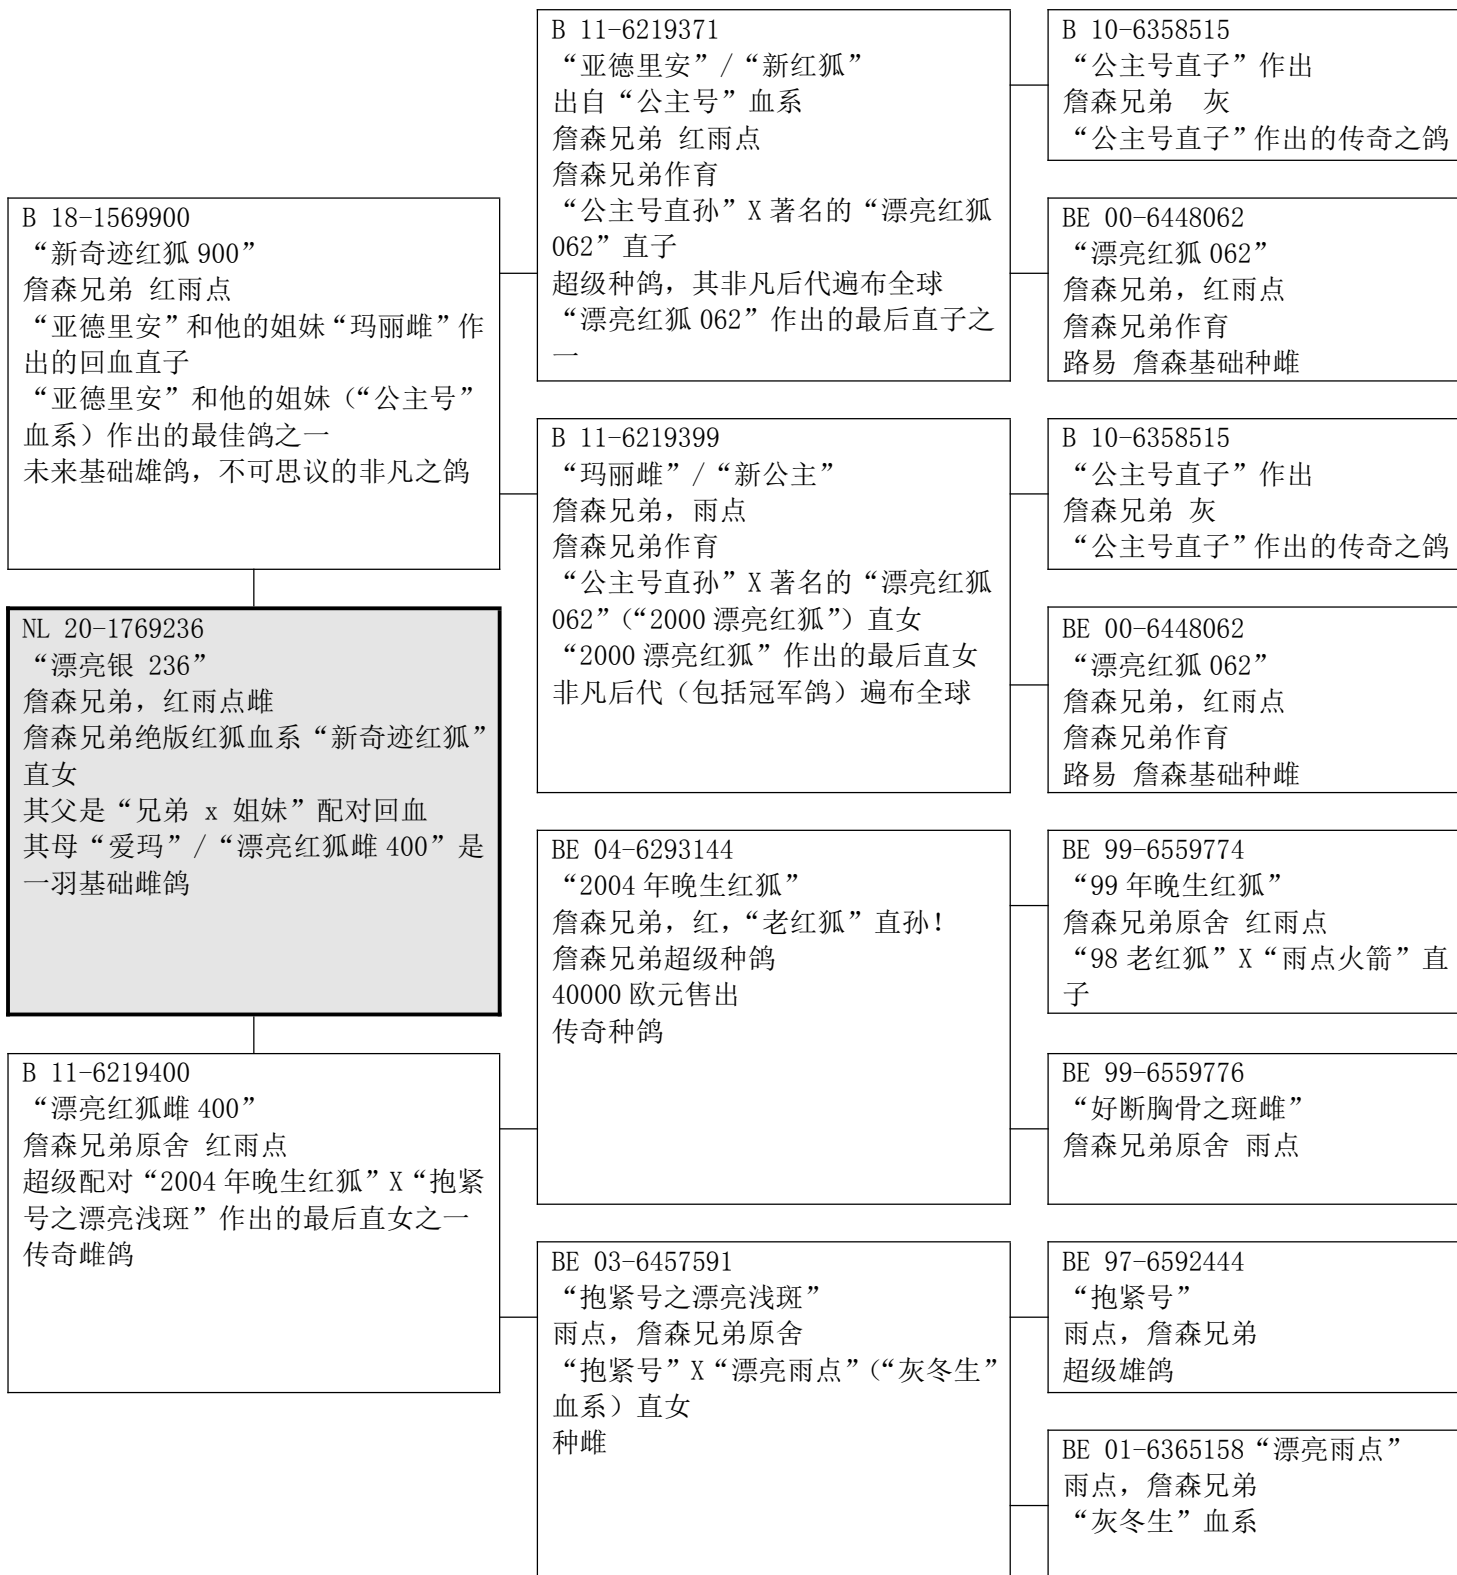 B 18-1569900
“新奇迹红狐 900”
詹森兄弟 红雨点
“亚德里安”和他的姐妹“玛丽雌”作
出的回血直子
“亚德里安”和他的姐妹（“公主号”
血系）作出的最佳鸽之一
未来基础雄鸽，不可思议的非凡之鸽
NL 20-1769236
“漂亮银 236”
詹森兄弟，红雨点雌
詹森兄弟绝版红狐血系“新奇迹红狐”
直女
其父是“兄弟 x 姐妹”配对回血
其母“爱玛”/“漂亮红狐雌 400”是
一羽基础雌鸽
B 11-6219400
“漂亮红狐雌 400”
詹森兄弟原舍 红雨点
超级配对“2004 年晚生红狐”X“抱紧
号之漂亮浅斑”作出的最后直女之一
传奇雌鸽
B 11-6219371
“亚德里安”/“新红狐”
出自“公主号”血系
詹森兄弟 红雨点
詹森兄弟作育
“公主号直孙”X 著名的“漂亮红狐
062”直子
超级种鸽，其非凡后代遍布全球
“漂亮红狐 062”作出的最后直子之
一
B 11-6219399
“玛丽雌”/“新公主”
詹森兄弟，雨点
詹森兄弟作育
“公主号直孙”X 著名的“漂亮红狐
062”（“2000 漂亮红狐”）直女
“2000 漂亮红狐”作出的最后直女
非凡后代（包括冠军鸽）遍布全球
BE 04-6293144
“2004 年晚生红狐”
詹森兄弟，红，“老红狐”直孙！
詹森兄弟超级种鸽
40000 欧元售出
传奇种鸽
BE 03-6457591
“抱紧号之漂亮浅斑”
雨点，詹森兄弟原舍
“抱紧号”X“漂亮雨点”（“灰冬生”
血系）直女
种雌
B 10-6358515
“公主号直子”作出
詹森兄弟  灰
“公主号直子”作出的传奇之鸽
BE 00-6448062
“漂亮红狐 062”
詹森兄弟，红雨点
詹森兄弟作育
路易 詹森基础种雌
B 10-6358515
“公主号直子”作出
詹森兄弟 灰
“公主号直子”作出的传奇之鸽
BE 00-6448062
“漂亮红狐 062”
詹森兄弟，红雨点
詹森兄弟作育
路易 詹森基础种雌
BE 99-6559774
“99 年晚生红狐”
詹森兄弟原舍 红雨点
“98 老红狐”X“雨点火箭”直
子
BE 99-6559776
“好断胸骨之斑雌”
詹森兄弟原舍 雨点
BE 97-6592444
“抱紧号”
雨点，詹森兄弟
超级雄鸽
BE 01-6365158“漂亮雨点”
雨点，詹森兄弟
“灰冬生”血系